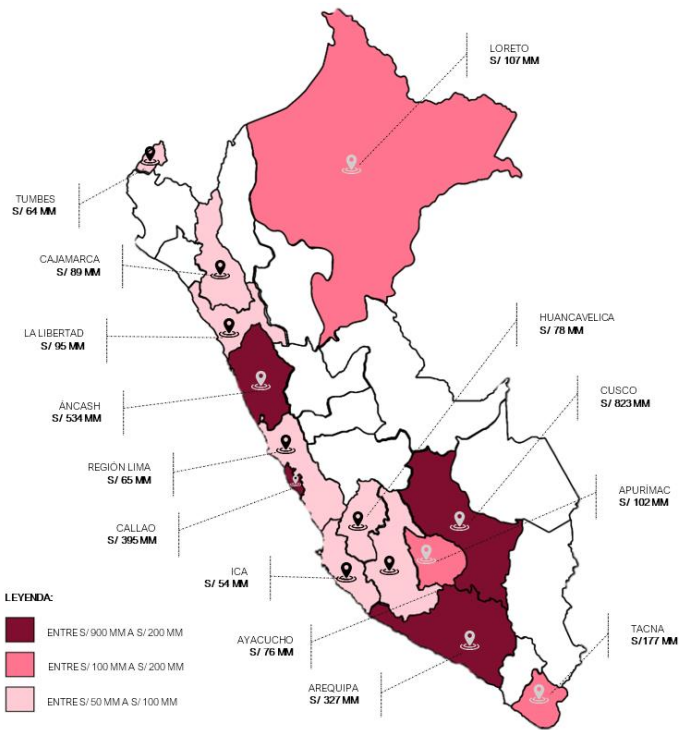 LORETO
S/ 107 MM
TUMBES
S/ 64 MM
CAJAMARCA
S/ 89 MM
HUANCAVELICA
S/ 78 MM
LA LIBERTAD
S/ 95 MM
CUSCO
S/ 823 MM
ÁNCASH
S/ 534 MM
REGIÓN LIMA
S/ 65 MM
APURÍMAC
S/ 102 MM
CALLAO
S/ 395 MM
ICA
S/ 54 MM
LEYENDA:
ENTRE S/ 900 MM A S/ 200 MM
ENTRE S/ 100 MM A S/ 200 MM
ENTRE S/ 50 MM A S/ 100 MM
AYACUCHO
S/ 76 MM
TACNA
S/177 MM
AREQUIPA
S/ 327 MM